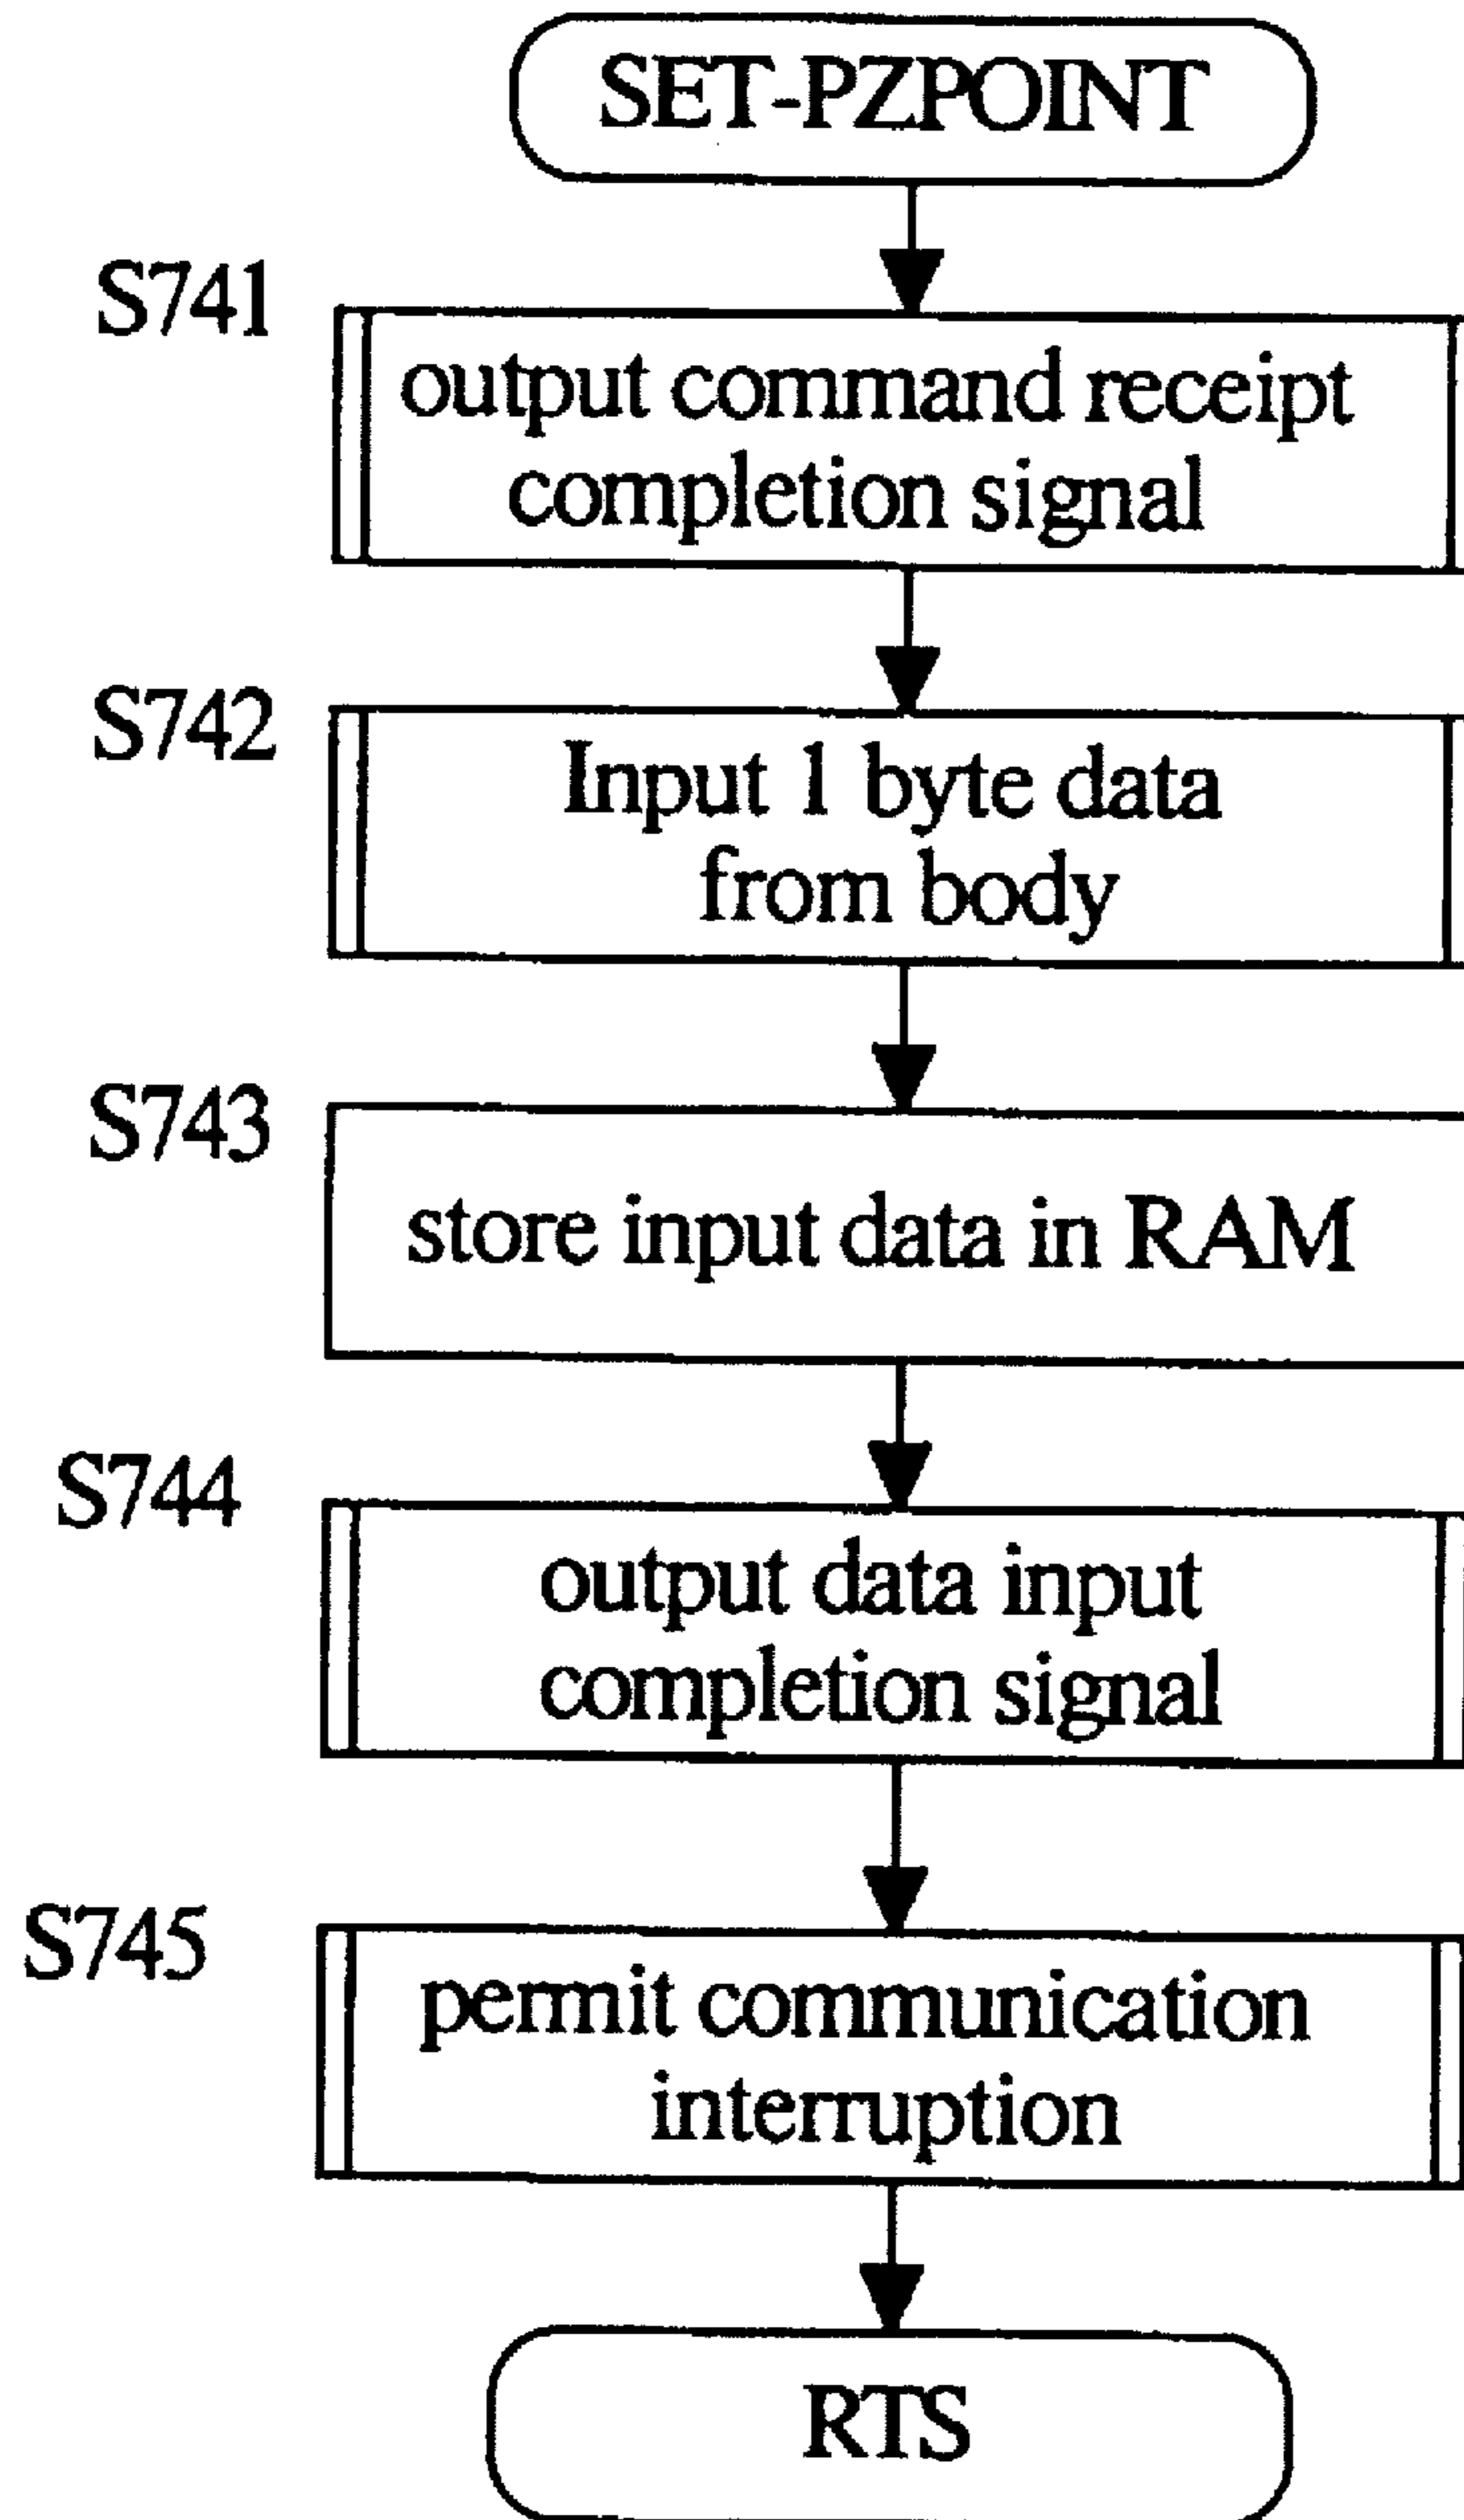 SET-PZPOINT
S741
output command receipt
completion signal
S742
Input 1 byte data
from body
S743
store input data in RAM
S744
output data input
completion signal
S745
permit communication
interruption
RTS